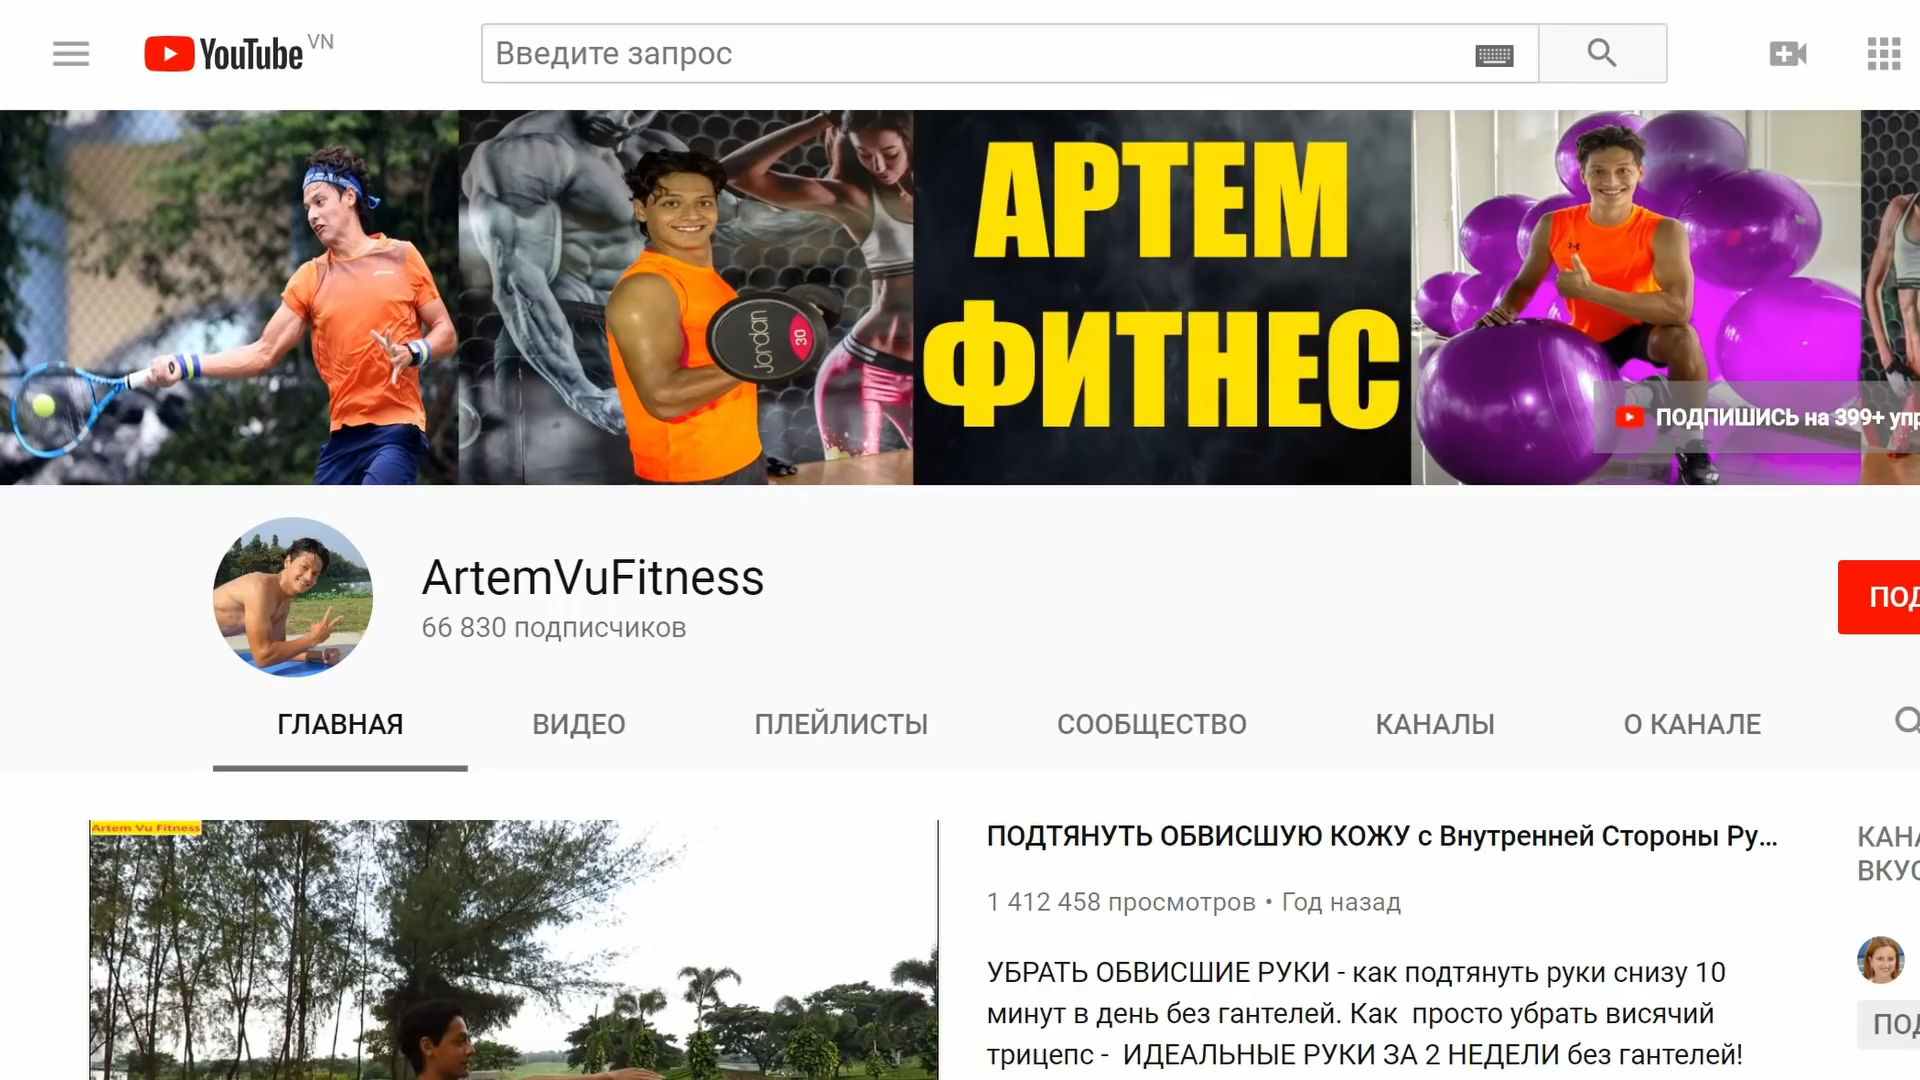 YouTube VN
Введите запрос
АРТЕМ
ФИТНЕС
jordan
30
ПОДПИШИСЬ на 399+ упр
ArtemVuFitness
66 830 подписчиков
ПОД
ГЛАВНАЯ ВИДЕО ПЛЕЙЛИСТЫ СООБЩЕСТВО КАНАЛЫ О КАНАЛЕ
Artem Vu Fitness
ПОДТЯНУТЬ ОБВИСШУЮ КОЖУ с Внутренней Стороны Ру...
1 412 458 просмотров • Год назад
УБРАТЬ ОБВИСШИЕ РУКИ - как подтянуть руки снизу 10
минут в день без гантелей. Как просто убрать висячий
трицепс - ИДЕАЛЬНЫЕ РУКИ ЗА 2 НЕДЕЛИ без гантелей!
КАНА
ВКУС
ПОД